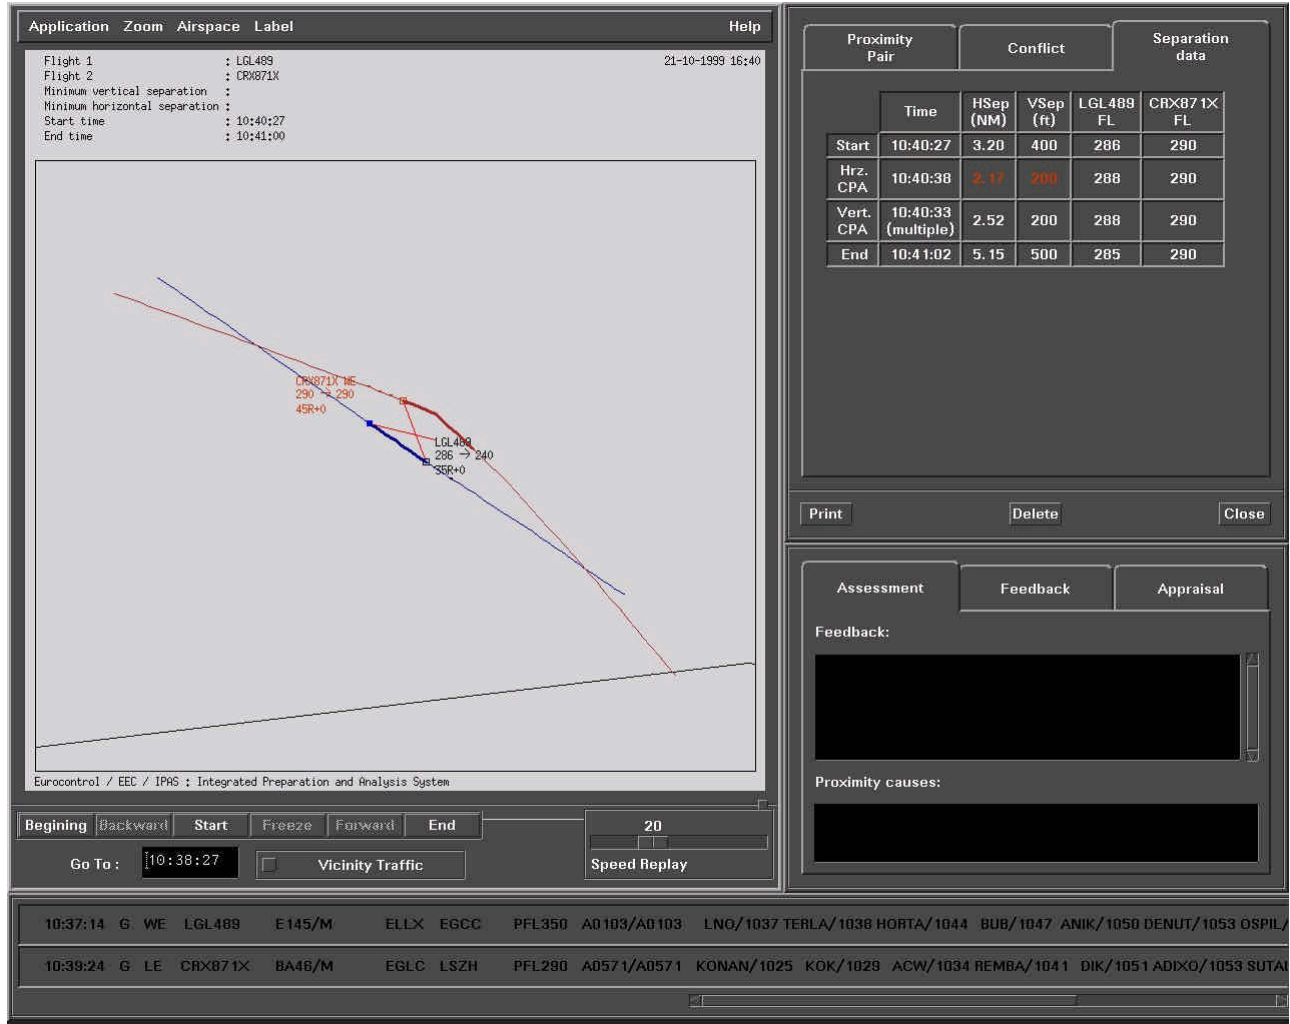 Application Zoom Airspace Label Help
Flight 1 : LGL489 21-10-1999 16:40
Flight 2 : CRX871X
Minimum vertical separation :
Minimum horizontal separation :
Start time : 10:40:27
End time : 10:41:00
CRX871X WE
290 → 290
45R+0
LGL489
286 → 240
35R+0
Eurocontrol / EEC / IPAS : Integrated Preparation and Analysis System
Begining Backward Start Freeze Forward End
20
Go To : 10:38:27 Vicinity Traffic Speed Replay
Proximity Pair Conflict Separation data
Time HSep (NM) VSep (ft) LGL489 FL CRX871X FL
Start 10:40:27 3.20 400 286 290
Hrz. CPA 10:40:38 2.17 200 288 290
Vert. CPA 10:40:33 (multiple) 2.52 200 288 290
End 10:41:02 5.15 500 285 290
Print Delete Close
Assessment Feedback Appraisal
Feedback:
Proximity causes:
10:37:14 G WE LGL489 E145/M ELLX EGCC PFL350 A0103/A0103 LNO/1037 TERLA/1038 HORTA/1044 BUB/1047 ANIK/1050 DENUT/1053 OSPIL/
10:39:24 G LE CRX871X BA46/M EGLC LSZH PFL290 A0571/A0571 KONAN/1025 KOK/1029 ACW/1034 REMBA/1041 DIK/1051 ADIXO/1053 SUTAL